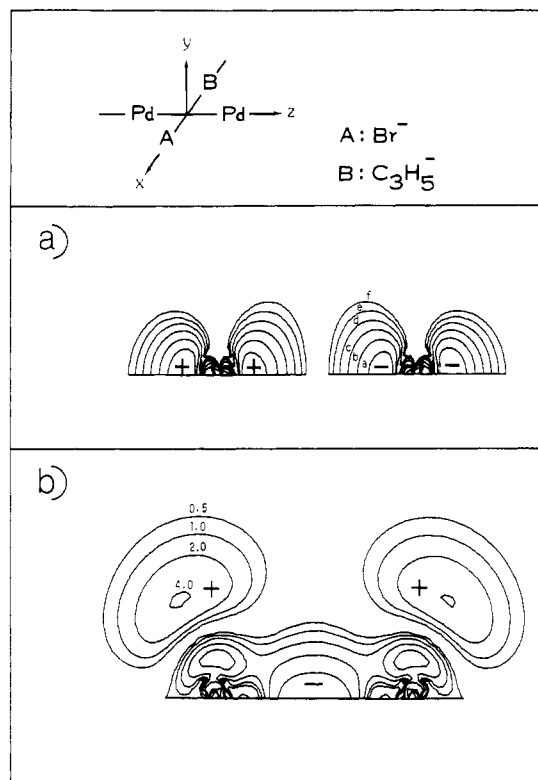 y
B
Pd Pd z
A
x
A: Br⁻
B: C₃H₅⁻
a)
f
e
d
c
b
a
+ + − −
b)
0.5
1.0
2.0
4.0
+ +
−